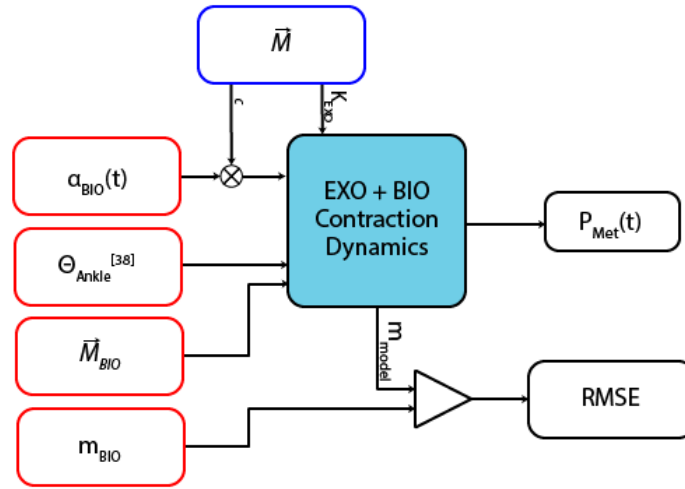 M⃗
c
K_EXO
α_BIO(t)
EXO + BIO
Contraction
Dynamics
P_Met(t)
Θ_Ankle^[38]
M⃗_BIO
m_model
RMSE
m_BIO